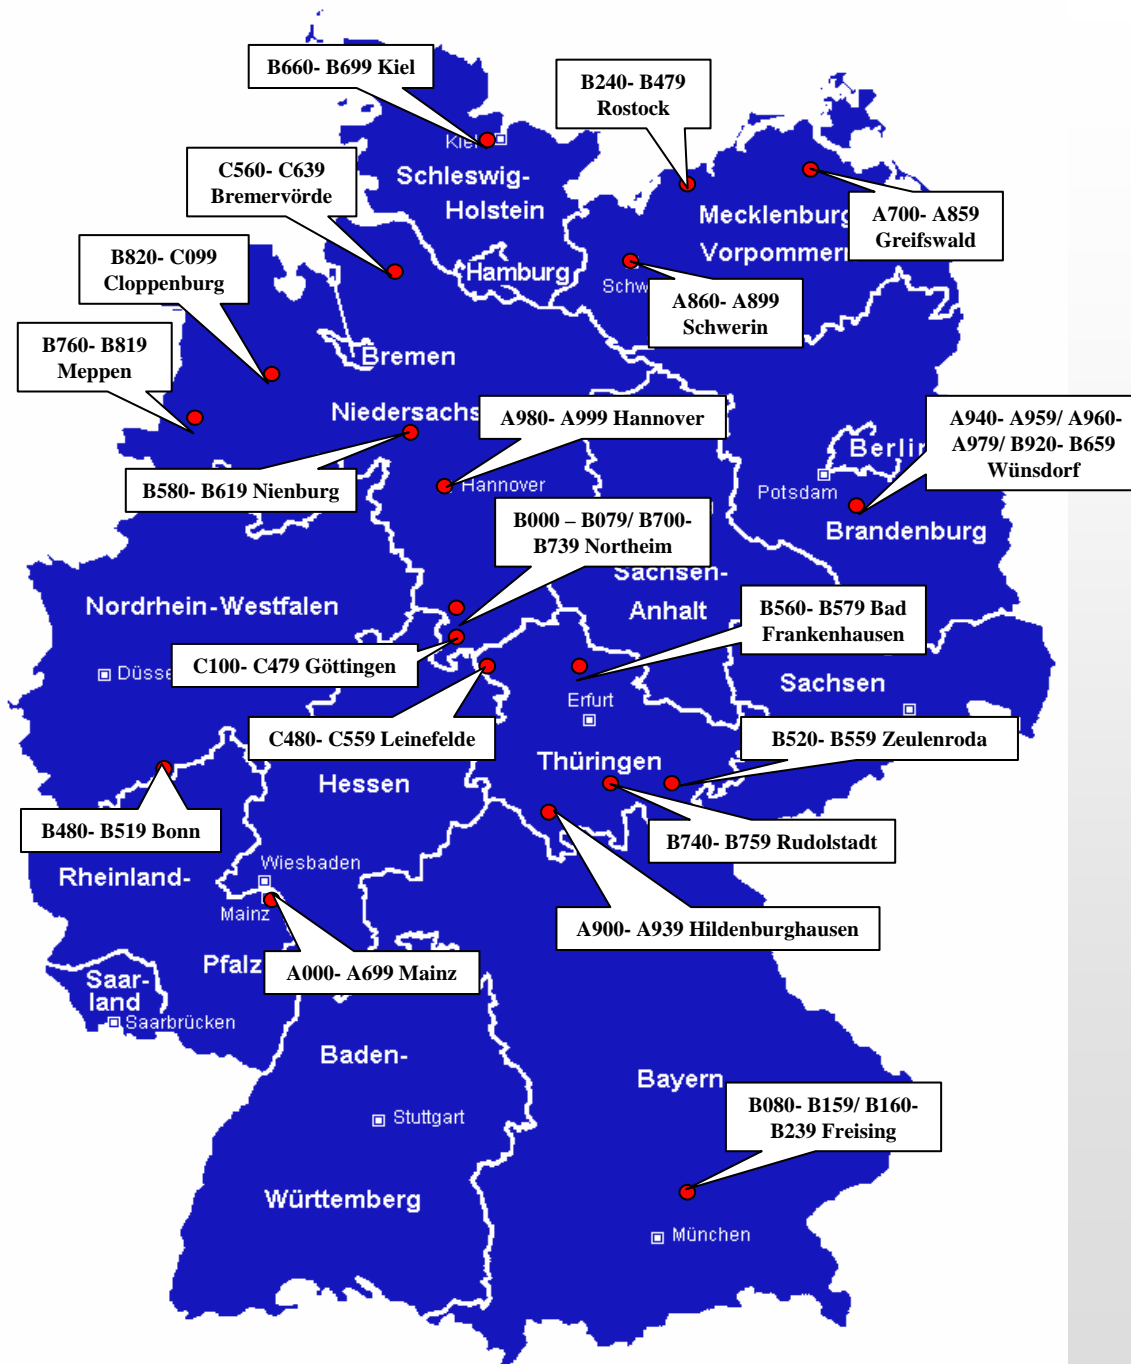 B660- B699 Kiel
B240- B479
Rostock
Kiel
C560- C639
Bremervörde
Schleswig-
Holstein
A700- A859
Greifswald
Mecklenburg
Vorpommern
B820- C099
Cloppenburg
Hamburg
Schw
A860- A899
Schwerin
B760- B819
Meppen
Bremen
Niedersachs
A980- A999 Hannover
A940- A959/ A960-
A979/ B920- B659
Wünsdorf
Berlin
Potsdam
B580- B619 Nienburg
Hannover
B000 – B079/ B700-
B739 Northeim
Brandenburg
Sachsen-
Anhalt
Nordrhein-Westfalen
B560- B579 Bad
Frankenhausen
C100- C479 Göttingen
Düsse
Sachsen
Erfurt
C480- C559 Leinefelde
B520- B559 Zeulenroda
Thüringen
Hessen
B480- B519 Bonn
B740- B759 Rudolstadt
Wiesbaden
Rheinland-
Mainz
A900- A939 Hildenburghausen
Pfalz
A000- A699 Mainz
Saar-
land
Saarbrücken
Baden-
Bayern
B080- B159/ B160-
B239 Freising
Stuttgart
Württemberg
München